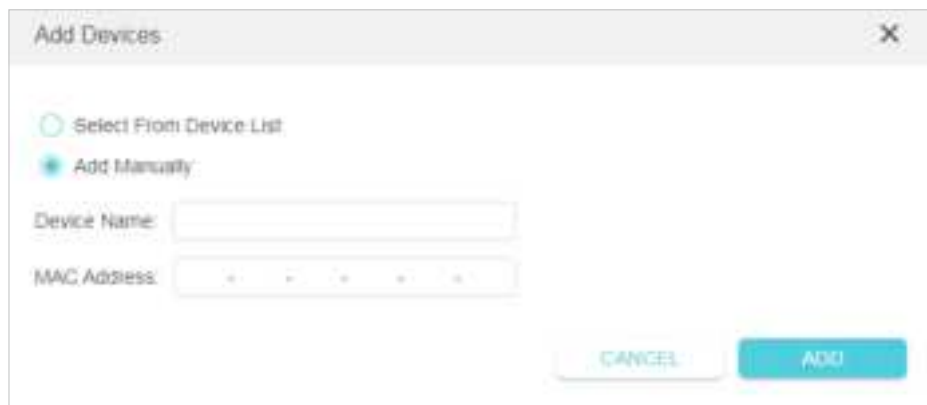 Add Devices
Select From Device List
Add Manually
Device Name:
MAC Address:
- - - - -
CANCEL
ADD